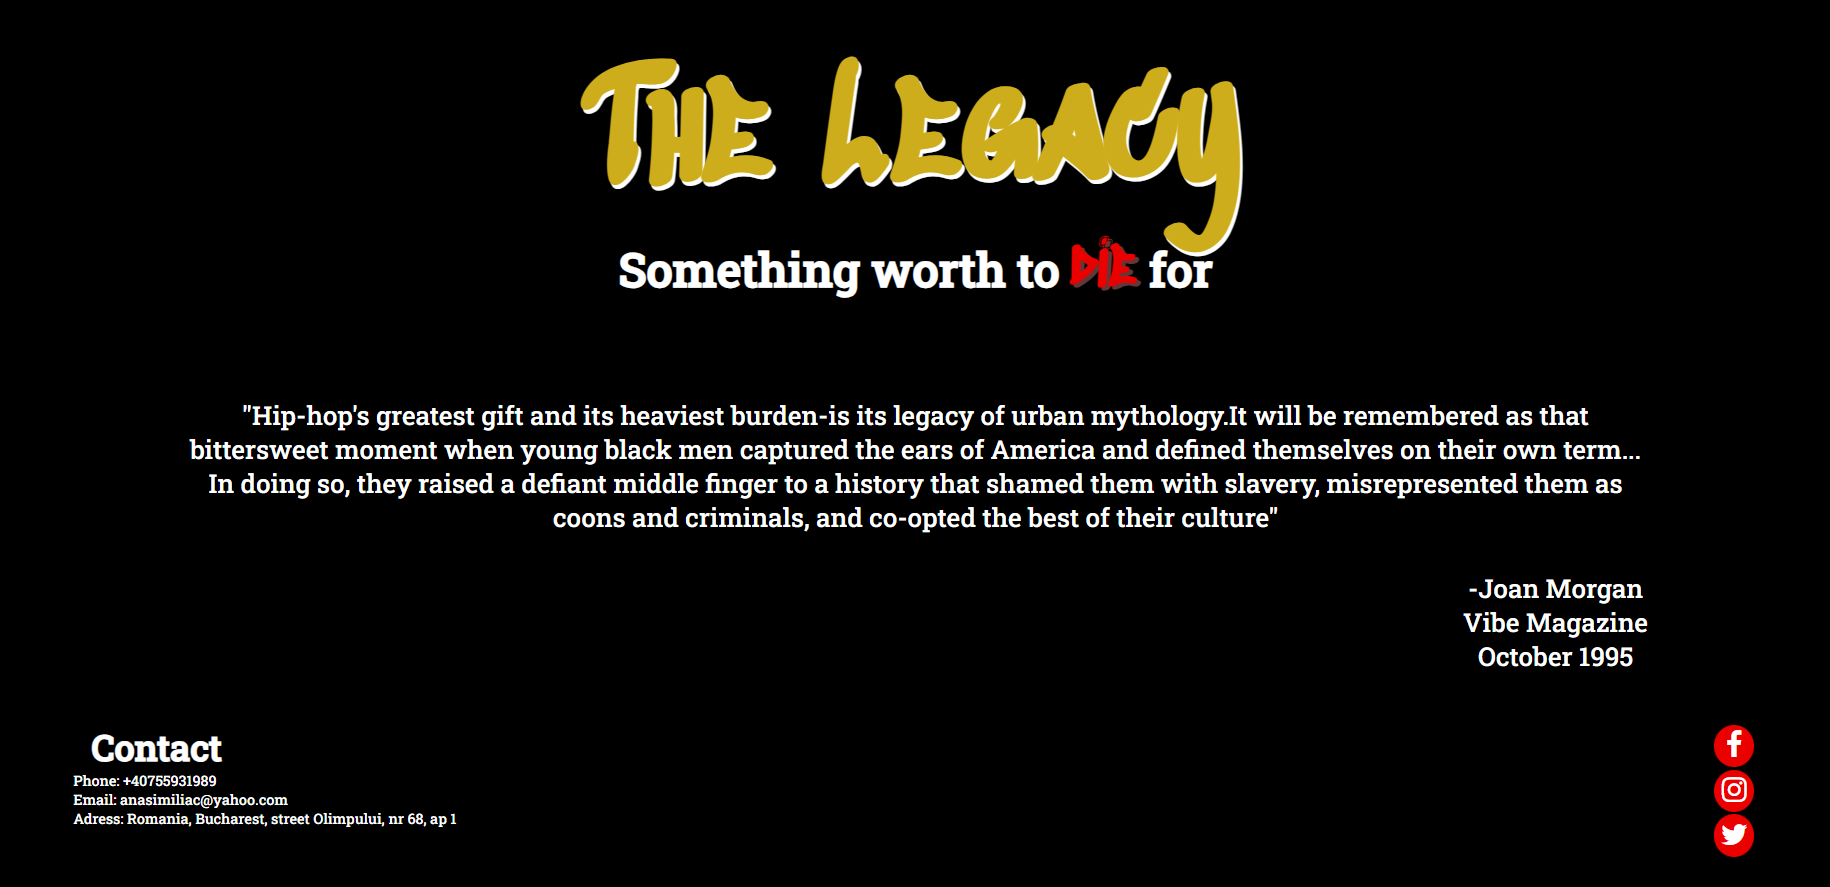 THE LEGACY
Something worth to DIE for
"Hip-hop's greatest gift and its heaviest burden-is its legacy of urban mythology.It will be remembered as that
bittersweet moment when young black men captured the ears of America and defined themselves on their own term...
In doing so, they raised a defiant middle finger to a history that shamed them with slavery, misrepresented them as
coons and criminals, and co-opted the best of their culture"
-Joan Morgan
Vibe Magazine
October 1995
Contact
Phone: +40755931989
Email: anasimiliac@yahoo.com
Adress: Romania, Bucharest, street Olimpului, nr 68, ap 1